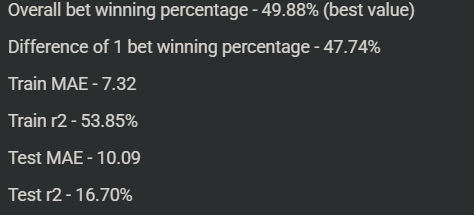 Overall bet winning percentage - 49.88% (best value)
Difference of 1 bet winning percentage - 47.74%
Train MAE - 7.32
Train r2 - 53.85%
Test MAE - 10.09
Test r2 - 16.70%